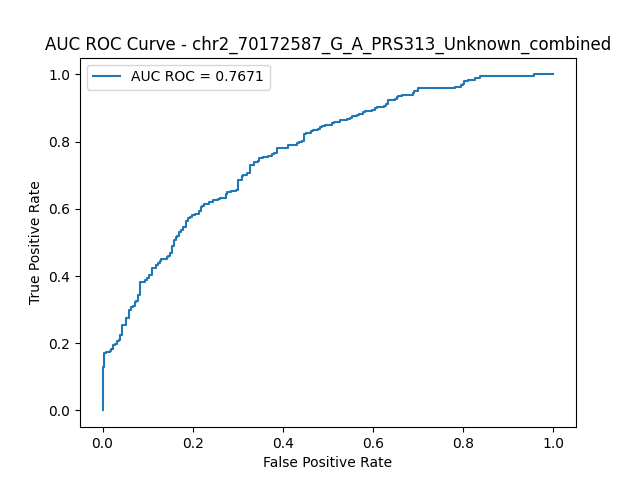 AUC ROC Curve - chr2_70172587_G_A_PRS313_Unknown_combined
AUC ROC = 0.7671
True Positive Rate
1.0
0.8
0.6
0.4
0.2
0.0
0.0 0.2 0.4 0.6 0.8 1.0
False Positive Rate